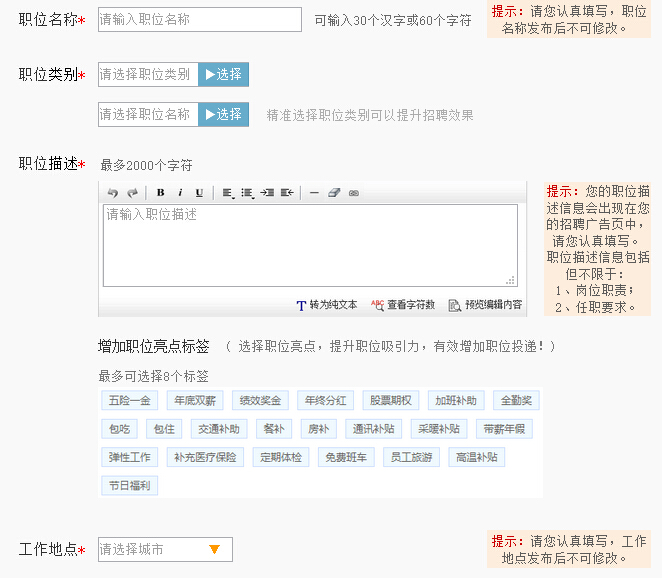 职位名称* 请输入职位名称 可输入30个汉字或60个字符
提示：请您认真填写，职位
名称发布后不可修改。
职位类别* 请选择职位类别 ▶选择
请选择职位名称 ▶选择 精准选择职位类别可以提升招聘效果
职位描述* 最多2000个字符
B i U
请输入职位描述
T 转为纯文本 ABC 查看字符数 预览编辑内容
提示：您的职位描
述信息会出现在您
的招聘广告页中，
请您认真填写。
职位描述信息包括
但不限于：
1、岗位职责；
2、任职要求。
增加职位亮点标签 （ 选择职位亮点，提升职位吸引力，有效增加职位投递！）
最多可选择8个标签
五险一金 年底双薪 绩效奖金 年终分红 股票期权 加班补助 全勤奖
包吃 包住 交通补助 餐补 房补 通讯补贴 采暖补贴 带薪年假
弹性工作 补充医疗保险 定期体检 免费班车 员工旅游 高温补贴
节日福利
工作地点* 请选择城市 ▼
提示：请您认真填写，工作
地点发布后不可修改。